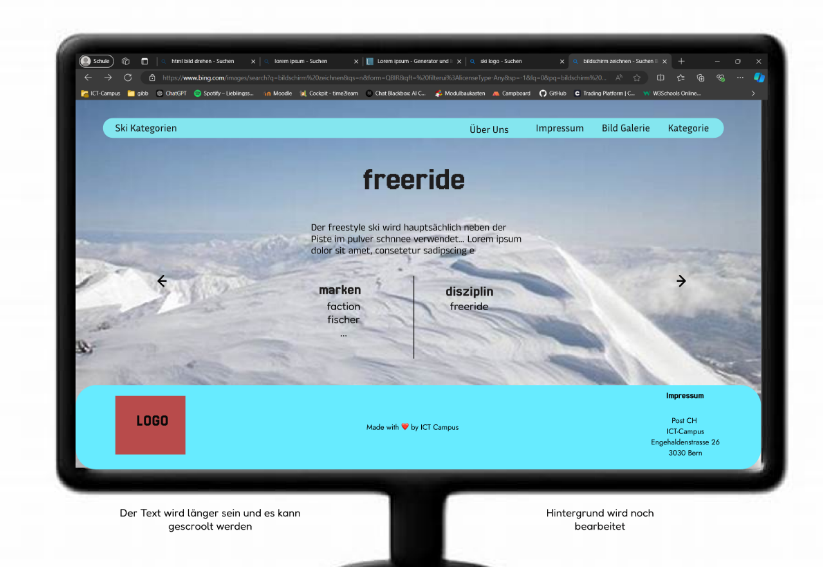 Schule
html bild drehen - Suchen
lorem ipsum - Suchen
Lorem ipsum - Generator und
ski logo - Suchen
bildschirm zeichnen - Suchen
https://www.bing.com/images/search?q=bildschirm%20zeichnen
ICT-Campus
gibb
ChatGPT
Spotify – Lieblings...
Moodle
Cockpit - time2learn
Chat Blackbox: AI C...
Modulbaukasten
Campboard
GitHub
Trading Platform | C...
W3Schools Online...
Ski Kategorien
Über Uns
Impressum
Bild Galerie
Kategorie
freeride
Der freestyle ski wird hauptsächlich neben der
Piste im pulver schnnee verwendet... Lorem ipsum
dolor sit amet, consetetur sadipscing e
marken
faction
fischer
...
disziplin
freeride
LOGO
Made with ❤️ by ICT Campus
Impressum
Post CH
ICT-Campus
Engehaldenstrasse 26
3030 Bern
Der Text wird länger sein und es kann
gescroolt werden
Hintergrund wird noch
bearbeitet